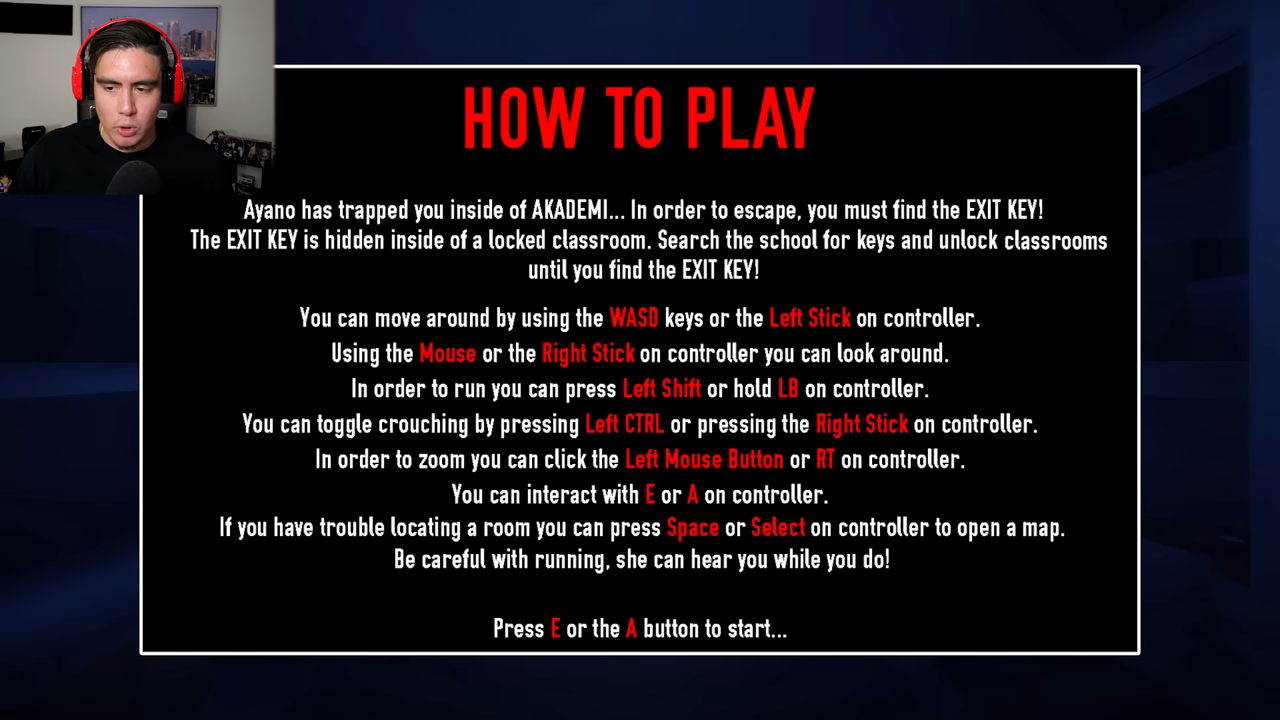 HOW TO PLAY
Ayano has trapped you inside of AKADEMI... In order to escape, you must find the EXIT KEY!
The EXIT KEY is hidden inside of a locked classroom. Search the school for keys and unlock classrooms
until you find the EXIT KEY!
You can move around by using the WASD keys or the Left Stick on controller.
Using the Mouse or the Right Stick on controller you can look around.
In order to run you can press Left Shift or hold LB on controller.
You can toggle crouching by pressing Left CTRL or pressing the Right Stick on controller.
In order to zoom you can click the Left Mouse Button or RT on controller.
You can interact with E or A on controller.
If you have trouble locating a room you can press Space or Select on controller to open a map.
Be careful with running, she can hear you while you do!
Press E or the A button to start...